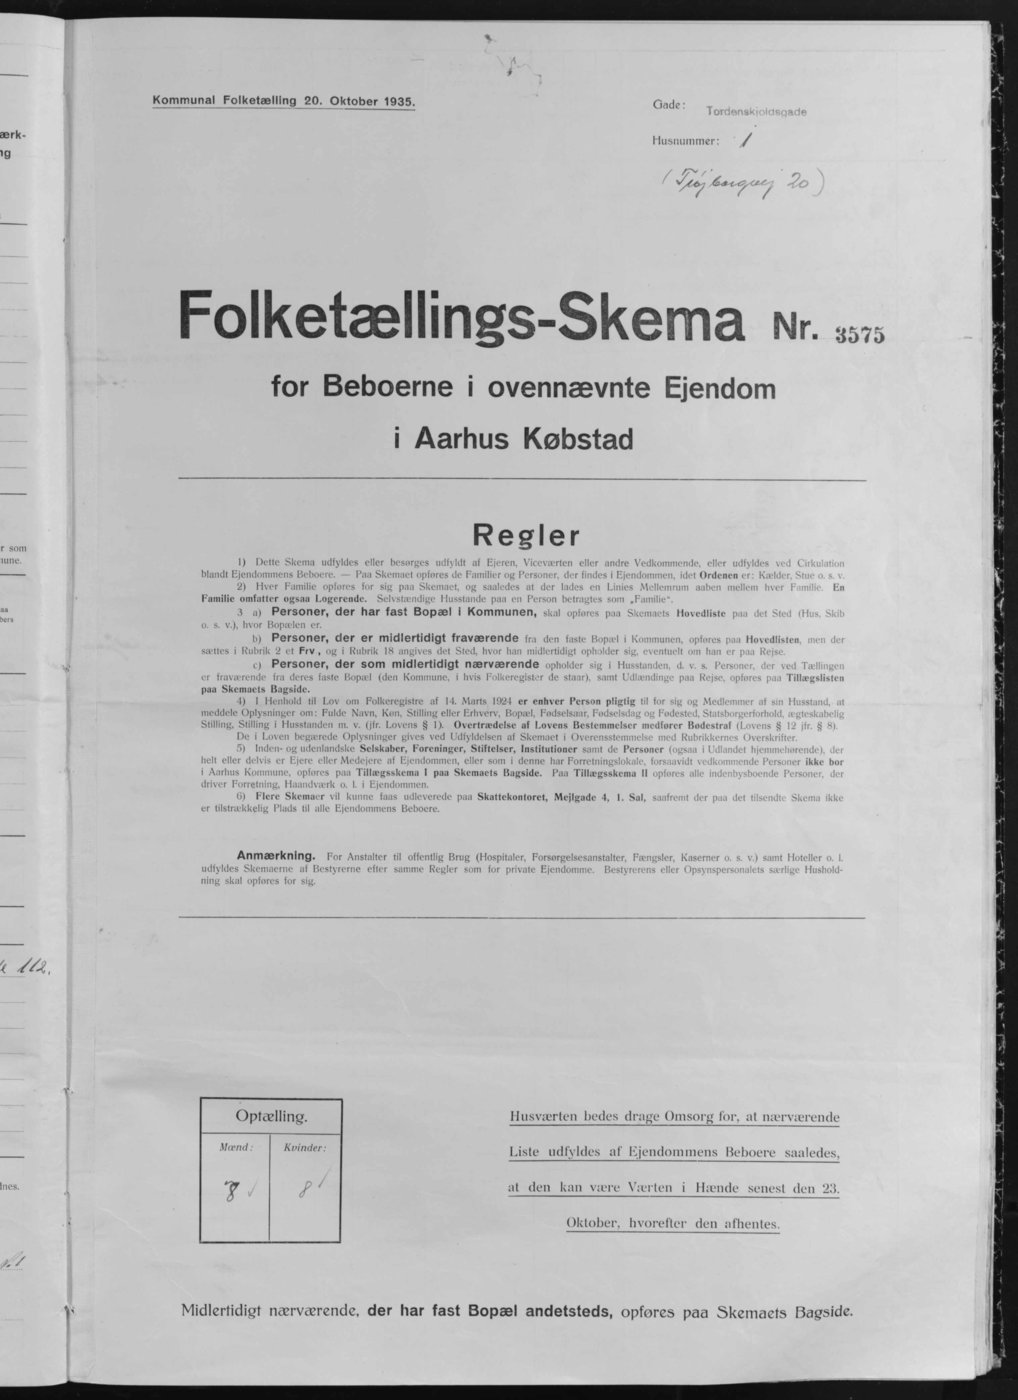 Kommunal Folketælling 20. Oktober 1935.
Gade: Tordenskjoldsgade
Husnummer: 1
(Trøjborgvej 20)
Folketællings-Skema Nr. 3575
for Beboerne i ovennævnte Ejendom
i Aarhus Købstad
Regler
1) Dette Skema udfyldes eller besørges udfyldt af Ejeren, Viceværten eller andre Vedkommende, eller udfyldes ved Cirkulation
blandt Ejendommens Beboere. — Paa Skemaet opføres de Familier og Personer, der findes i Ejendommen, idet Ordenen er: Kælder, Stue o. s. v.
2) Hver Familie opføres for sig paa Skemaet, og saaledes at der lades en Linies Mellemrum aaben mellem hver Familie. En
Familie omfatter ogsaa Logerende. Selvstændige Husstande paa en Person betragtes som „Familie".
3 a) Personer, der har fast Bopæl i Kommunen, skal opføres paa Skemaets Hovedliste paa det Sted (Hus, Skib
o. s. v.), hvor Bopælen er.
b) Personer, der er midlertidigt fraværende fra den faste Bopæl i Kommunen, opføres paa Hovedlisten, men der
sættes i Rubrik 2 et Frv, og i Rubrik 18 angives det Sted, hvor han midlertidigt opholder sig, eventuelt om han er paa Rejse.
c) Personer, der som midlertidigt nærværende opholder sig i Husstanden, d. v. s. Personer, der ved Tællingen
er fraværende fra deres faste Bopæl (den Kommune, i hvis Folkeregister de staar), samt Udlændinge paa Rejse, opføres paa Tillægslisten
paa Skemaets Bagside.
4) I Henhold til Lov om Folkeregistre af 14. Marts 1924 er enhver Person pligtig til for sig og Medlemmer af sin Husstand, at
meddele Oplysninger om: Fulde Navn, Køn, Stilling eller Erhverv, Bopæl, Fødselsaar, Fødselsdag og Fødested, Statsborgerforhold, ægteskabelig
Stilling, Stilling i Husstanden m. v. (jfr. Lovens § 1). Overtrædelse af Lovens Bestemmelser medfører Bødestraf (Lovens § 12 jfr. § 8).
De i Loven begærede Oplysninger gives ved Udfyldelsen af Skemaet i Overensstemmelse med Rubrikkernes Overskrifter.
5) Inden- og udenlandske Selskaber, Foreninger, Stiftelser, Institutioner samt de Personer (ogsaa i Udlandet hjemmehørende), der
helt eller delvis er Ejere eller Medejere af Ejendommen, eller som i denne har Forretningslokale, forsaavidt vedkommende Personer ikke bor
i Aarhus Kommune, opføres paa Tillægsskema I paa Skemaets Bagside. Paa Tillægsskema II opføres alle indenbysboende Personer, der
driver Forretning, Haandværk o. l. i Ejendommen.
6) Flere Skemaer vil kunne faas udleverede paa Skattekontoret, Mejlgade 4, 1. Sal, saafremt der paa det tilsendte Skema ikke
er tilstrækkelig Plads til alle Ejendommens Beboere.
Anmærkning. For Anstalter til offentlig Brug (Hospitaler, Forsørgelsesanstalter, Fængsler, Kaserner o. s. v.) samt Hoteller o. l.
udfyldes Skemaerne af Bestyrerne efter samme Regler som for private Ejendomme. Bestyrerens eller Opsynspersonalets særlige Hushold-
ning skal opføres for sig.
Optælling.
Mænd: Kvinder:
8 8
Husværten bedes drage Omsorg for, at nærværende
Liste udfyldes af Ejendommens Beboere saaledes,
at den kan være Værten i Hænde senest den 23.
Oktober, hvorefter den afhentes.
Midlertidigt nærværende, der har fast Bopæl andetsteds, opføres paa Skemaets Bagside.
ærk-
r som
112.